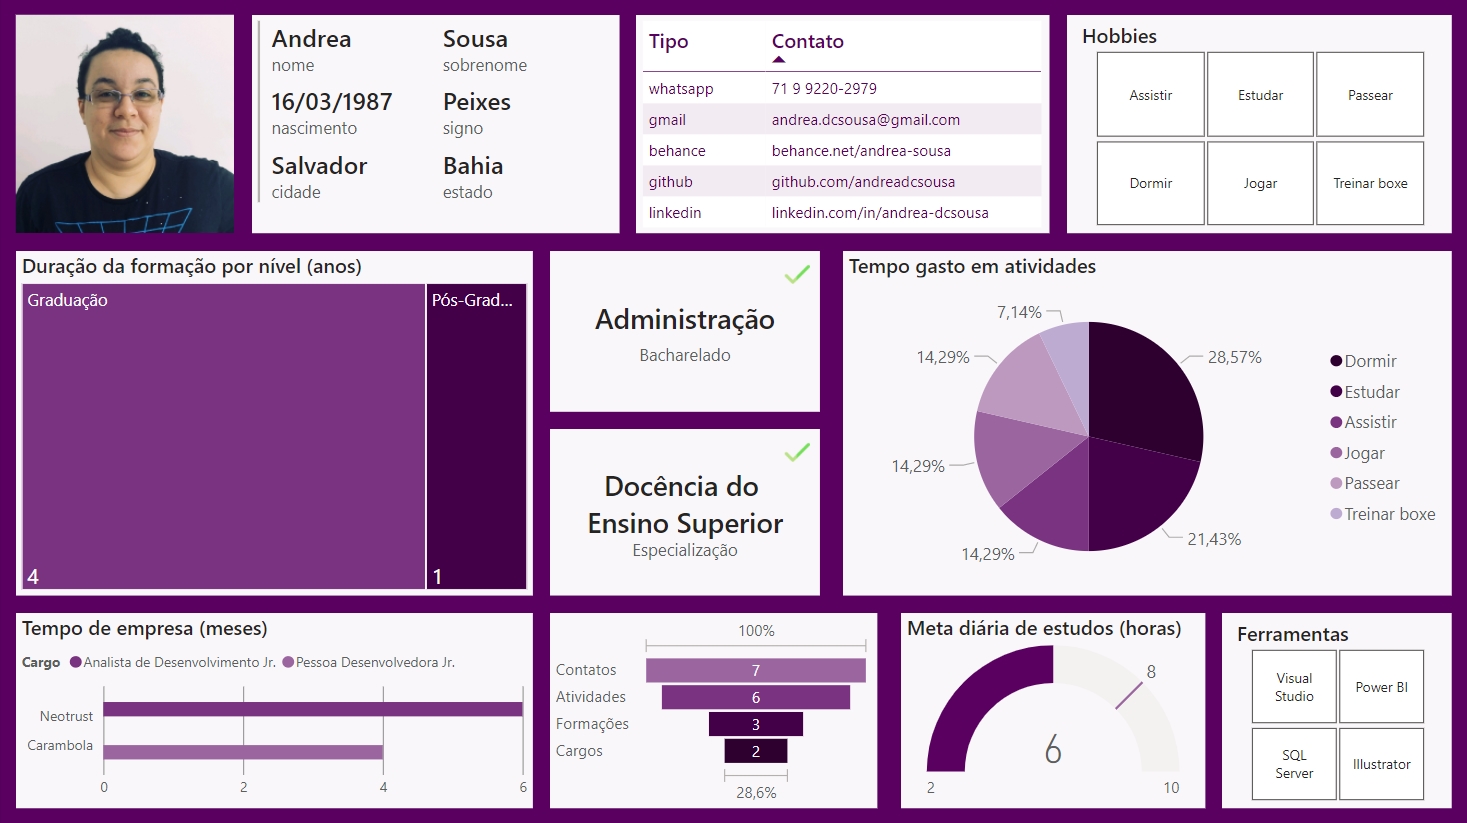 Andrea
nome
Sousa
sobrenome
16/03/1987
nascimento
Peixes
signo
Salvador
cidade
Bahia
estado
Tipo Contato
whatsapp 71 9 9220-2979
gmail andrea.dcsousa@gmail.com
behance behance.net/andrea-sousa
github github.com/andreadcsousa
linkedin linkedin.com/in/andrea-dcsousa
Hobbies
Assistir
Estudar
Passear
Dormir
Jogar
Treinar boxe
Duração da formação por nível (anos)
Graduação
4
Pós-Grad...
1
Administração
Bacharelado
Docência do
Ensino Superior
Especialização
Tempo gasto em atividades
28,57%
21,43%
14,29%
14,29%
14,29%
7,14%
Dormir
Estudar
Assistir
Jogar
Passear
Treinar boxe
Tempo de empresa (meses)
Cargo Analista de Desenvolvimento Jr. Pessoa Desenvolvedora Jr.
Neotrust
Carambola
0 2 4 6
100%
Contatos 7
Atividades 6
Formações 3
Cargos 2
28,6%
Meta diária de estudos (horas)
8
6
2 10
Ferramentas
Visual
Studio
Power BI
SQL
Server
Illustrator